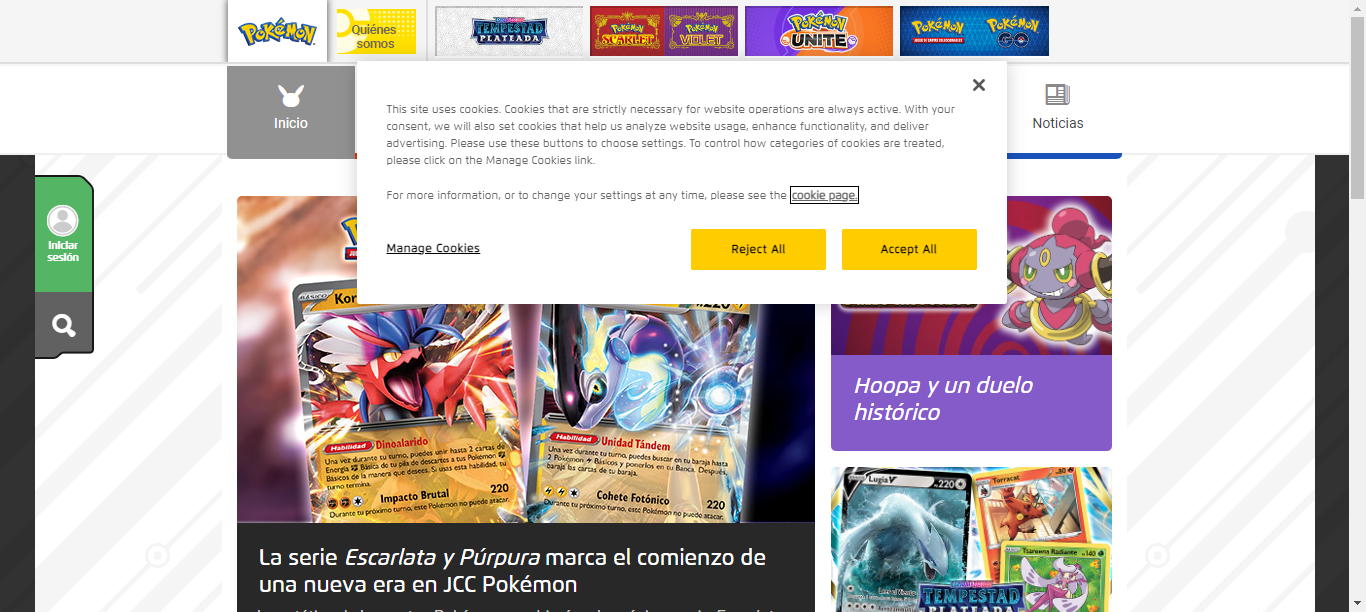 Pokémon
Quiénes
somos
TEMPESTAD
PLATEADA
Pokémon
SCARLET
Pokémon
VIOLET
Pokémon
UNITE
Pokémon
JUEGO DE CARTAS COLECCIONABLES
Pokémon
GO
Inicio
Noticias
This site uses cookies. Cookies that are strictly necessary for website operations are always active. With your
consent, we will also set cookies that help us analyze website usage, enhance functionality, and deliver
advertising. Please use these buttons to choose settings. To control how categories of cookies are treated,
please click on the Manage Cookies link.
For more information, or to change your settings at any time, please see the cookie page.
Manage Cookies
Reject All
Accept All
Iniciar
sesión
BÁSICO
Kor
220
Habilidad Dinoalarido
Una vez durante tu turno, puedes unir hasta 2 cartas de
Energía Básica de tu pila de descartes a tus Pokémon
Básicos de la manera que desees. Si usas esta habilidad, tu
turno termina.
Impacto Brutal 220
Durante tu próximo turno, este Pokémon no puede atacar.
Habilidad Unidad Tándem
Una vez durante tu turno, puedes buscar en tu baraja hasta
2 Pokémon Básicos y ponerlos en tu Banca. Después,
baraja las cartas de tu baraja.
Cohete Fotónico 220
Durante tu próximo turno, este Pokémon no puede atacar.
La serie Escarlata y Púrpura marca el comienzo de
una nueva era en JCC Pokémon
Hoopa y un duelo
histórico
Lugia V 220
Torracat
Tsareena Radiante 140
Leer el Viento
TEMPESTAD
PLATEADA